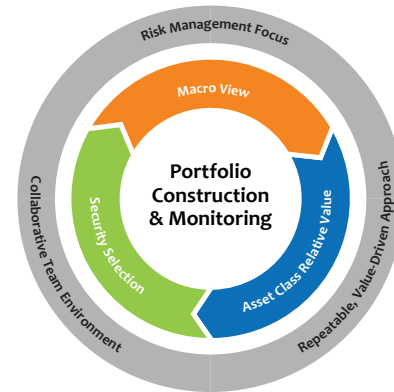 Risk Management Focus
Macro View
Portfolio
Construction
& Monitoring
Asset Class Relative Value
Security Selection
Repeatable, Value-Driven Approach
Collaborative Team Environment